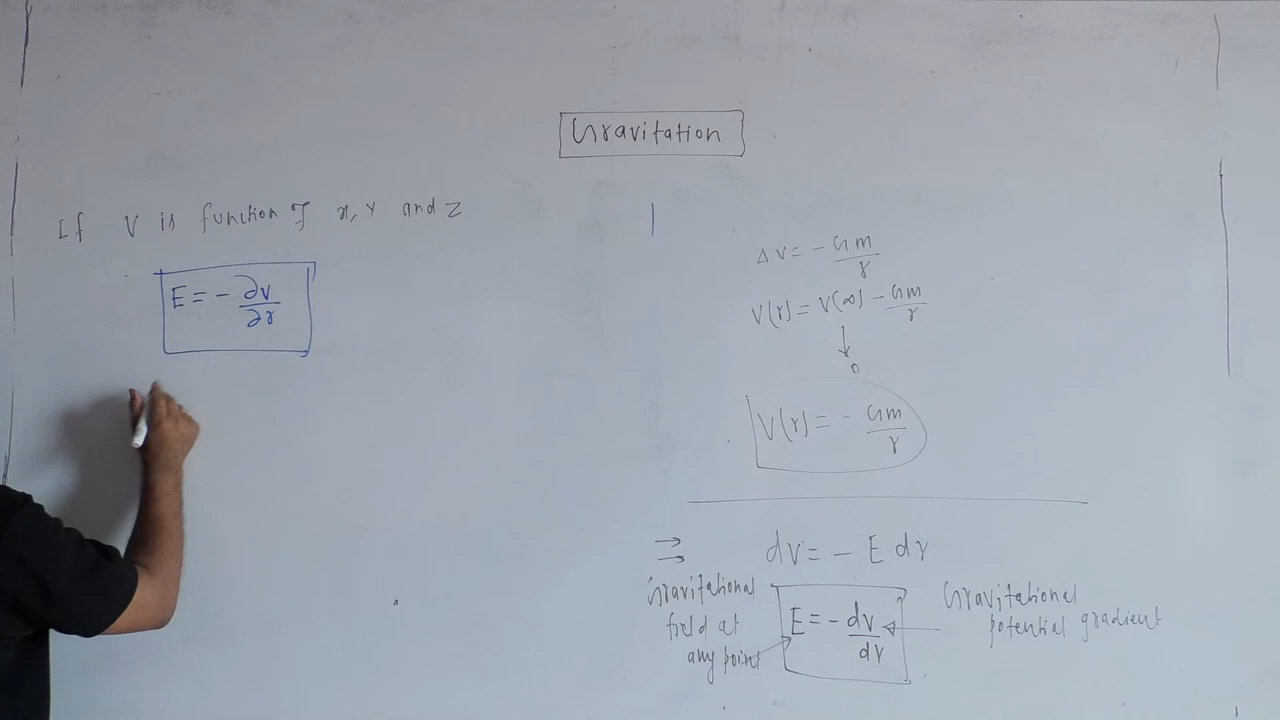 Gravitation
If V is function of x, Y and Z
E = - ∂v/∂r
Δv = - Gm/r
V(r) = V(∞) - Gm/r
↓
0
V(r) = - Gm/r
⇒ dv = - E dr
Gravitational field at any point
E = - dv/dr
Gravitational potential gradient